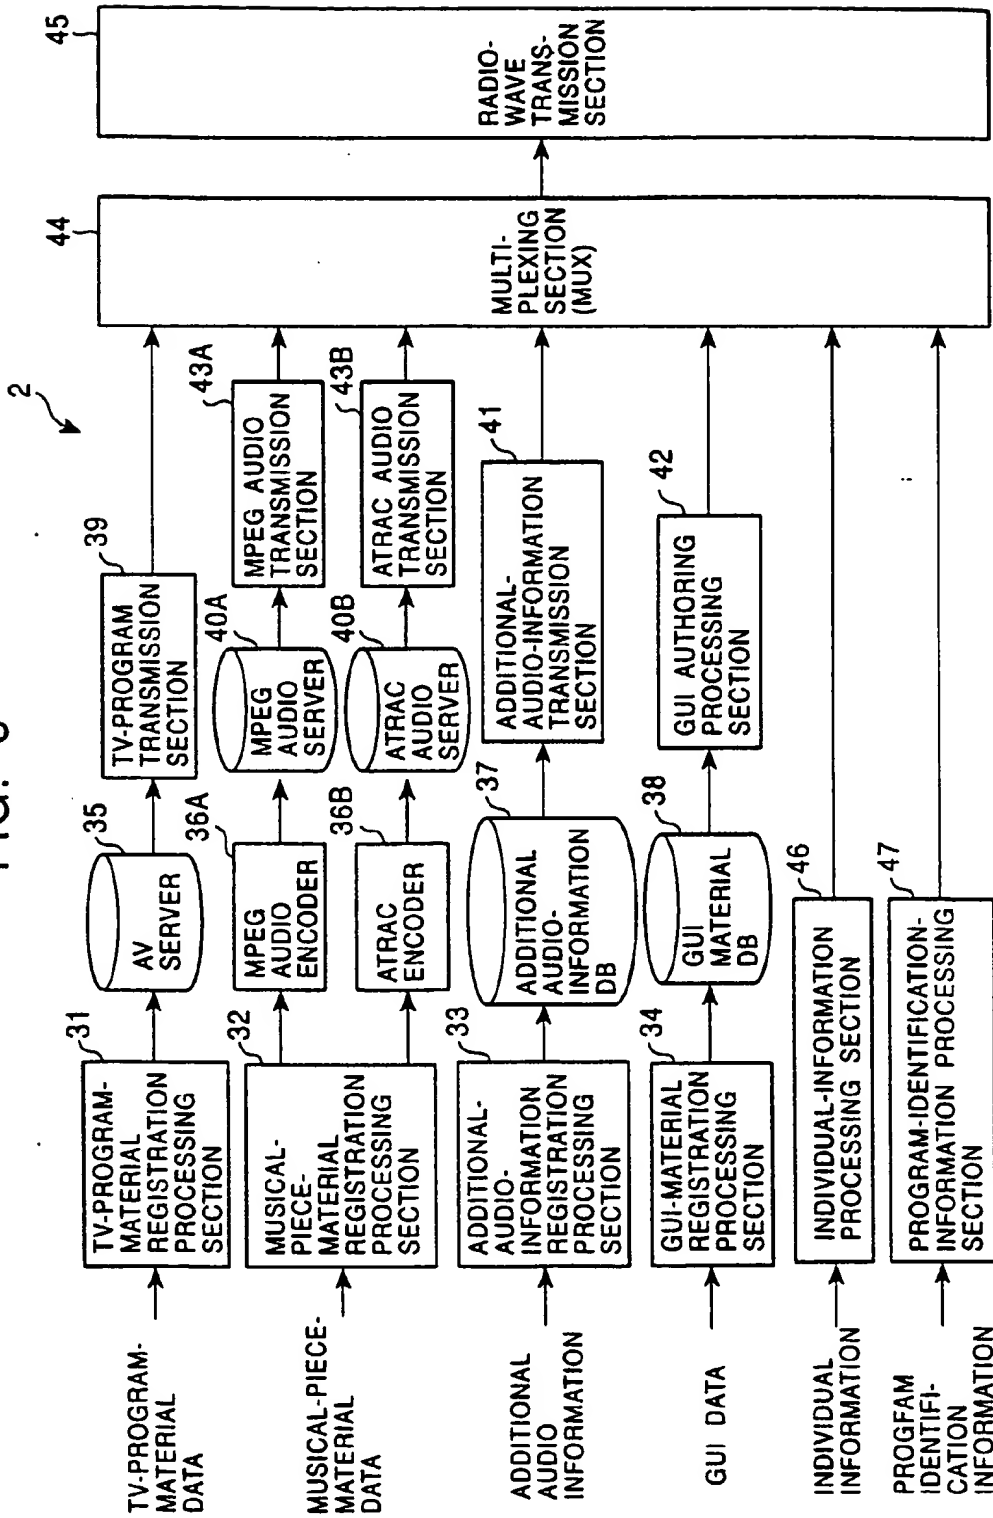 FIG.
2
TV-PROGRAM-
MATERIAL
DATA
31
TV-PROGRAM-
MATERIAL
REGISTRATION
PROCESSING
SECTION
35
AV
SERVER
39
TV-PROGRAM
TRANSMISSION
SECTION
MUSICAL-PIECE-
MATERIAL
DATA
32
MUSICAL-
PIECE-
MATERIAL
REGISTRATION
PROCESSING
SECTION
36A
MPEG
AUDIO
ENCODER
40A
MPEG
AUDIO
SERVER
43A
MPEG AUDIO
TRANSMISSION
SECTION
36B
ATRAC
ENCODER
40B
ATRAC
AUDIO
SERVER
43B
ATRAC AUDIO
TRANSMISSION
SECTION
ADDITIONAL
AUDIO
INFORMATION
33
ADDITIONAL-
AUDIO-
INFORMATION
REGISTRATION
PROCESSING
SECTION
37
ADDITIONAL
AUDIO-
INFORMATION
DB
41
ADDITIONAL-
AUDIO-INFORMATION
TRANSMISSION
SECTION
GUI DATA
34
GUI-MATERIAL
REGISTRATION
PROCESSING
SECTION
38
GUI
MATERIAL
DB
42
GUI AUTHORING
PROCESSING
SECTION
INDIVIDUAL
INFORMATION
46
INDIVIDUAL-INFORMATION
PROCESSING SECTION
PROGFAM
IDENTIFI-
CATION
INFORMATION
47
PROGRAM-IDENTIFICATION-
INFORMATION PROCESSING
SECTION
44
MULTI-
PLEXING
SECTION
(MUX)
45
RADIO-
WAVE
TRANS-
MISSION
SECTION